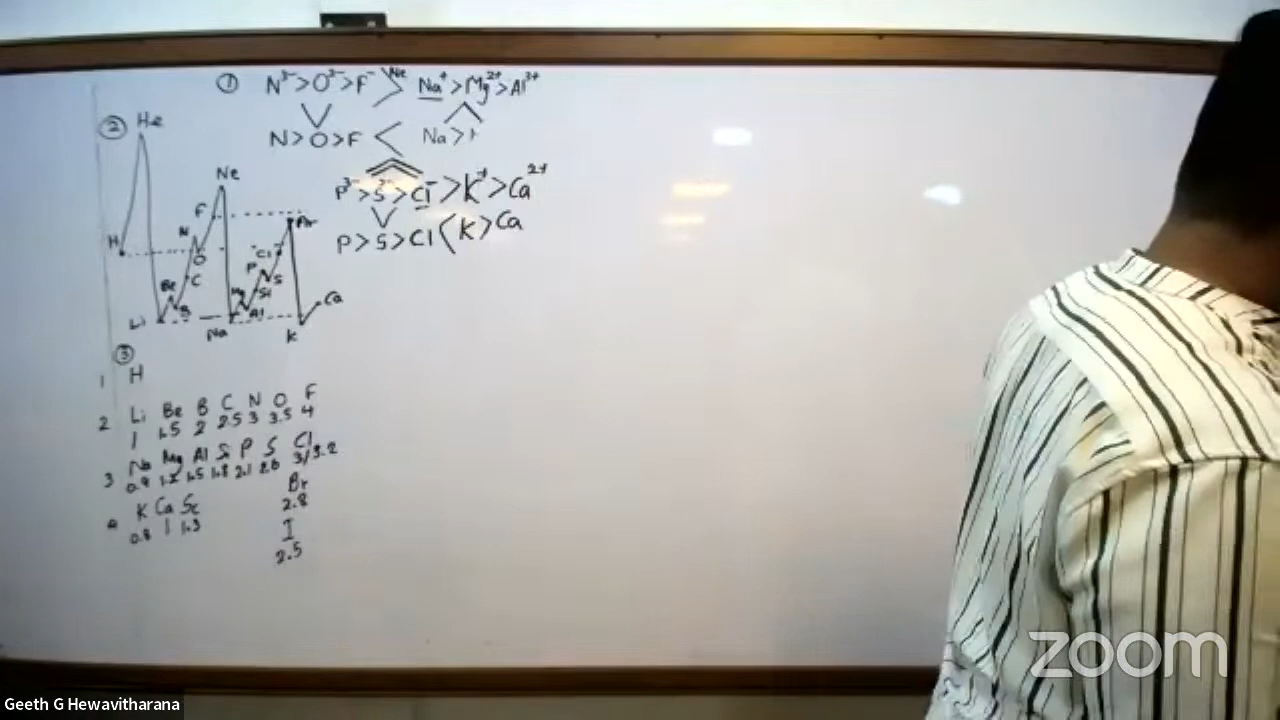 ① N³⁻>O²⁻>F⁻ > Ne Na⁺>Mg²⁺>Al³⁺
N>O>F < Na>
P³⁻>S²⁻>Cl⁻>K⁺>Ca²⁺
P>S>Cl<K>Ca
② He
Ne
F
N
Ar
H
O
Cl
C
P
S
Be
Si
B
Mg
Al
Ca
Li
Na
K
③
1 H
2 Li Be B C N O F
1 1.5 2 2.5 3 3.5 4
3 Na Mg Al Si P S Cl
0.9 1.2 1.5 1.8 2.1 2.6 3/3.2
K Ca Sc Br
0.8 1 1.3 2.8
I
2.5
zoom
Geeth G Hewavitharana